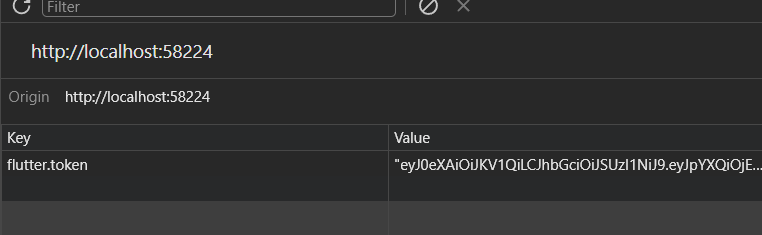 Filter
http://localhost:58224
Origin http://localhost:58224
Key Value
flutter.token "eyJ0eXAiOiJKV1QiLCJhbGciOiJSUzI1NiJ9.eyJpYXQiOjE...